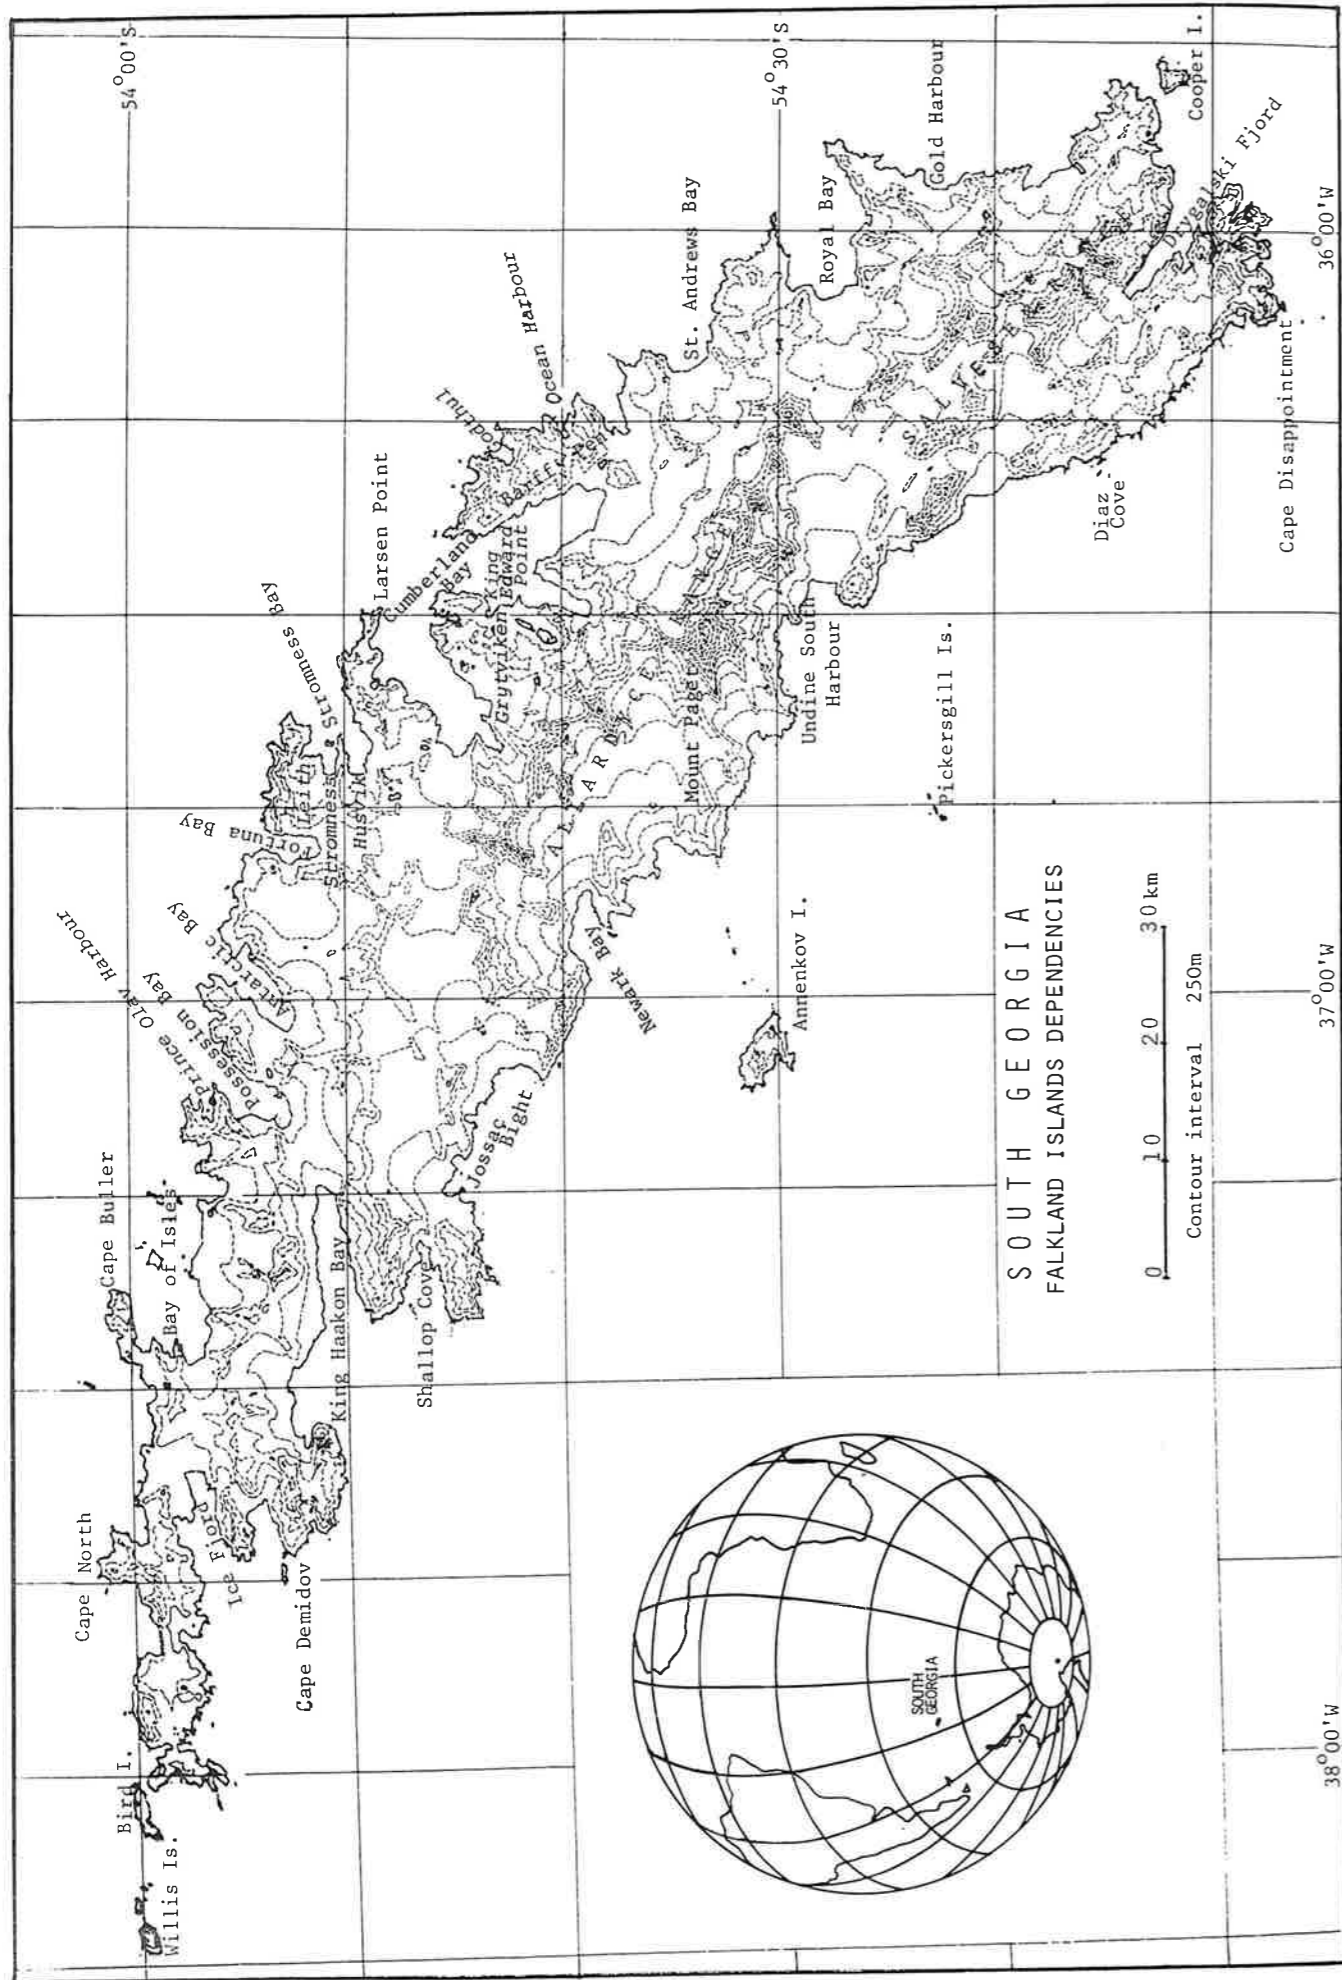 Willis Is.
Bird I.
Cape North
Ice Fjord
Cape Demidov
Cape Buller
Bay of Isles
King Haakon Bay
Shallop Cove
Prince Olav Harbour
Possession Bay
Antarctic Bay
Fortuna Bay
Jossac
Bight
Newark Bay
Annenkov I.
Leith
Stromness
Husvik
Stromness Bay
Larsen Point
Cumberland
Bay
Grytviken
King
Edward
Point
Barff Pen
Godthul
Ocean Harbour
St. Andrews Bay
Royal Bay
Gold Harbour
Cooper I.
Drygalski Fjord
Cape Disappointment
Diaz
Cove
Undine South
Harbour
Pickersgill Is.
Mount Paget
ALLARDYCE
54°00'S
54°30'S
36°00'W
37°00'W
38°00'W
SOUTH GEORGIA
FALKLAND ISLANDS DEPENDENCIES
0 10 20 30km
Contour interval 250m
SOUTH
GEORGIA